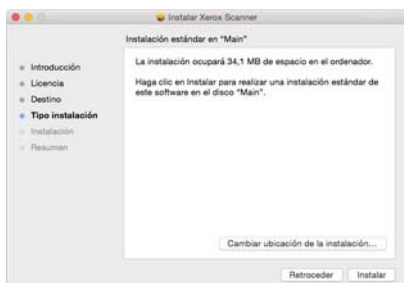 Instalar Xerox Scanner
Instalación estándar en "Main"
Introducción
Licencia
Destino
Tipo instalación
Instalación
Resumen
La instalación ocupará 34,1 MB de espacio en el ordenador.
Haga clic en Instalar para realizar una instalación estándar de
este software en el disco "Main".
Cambiar ubicación de la instalación...
Retroceder
Instalar